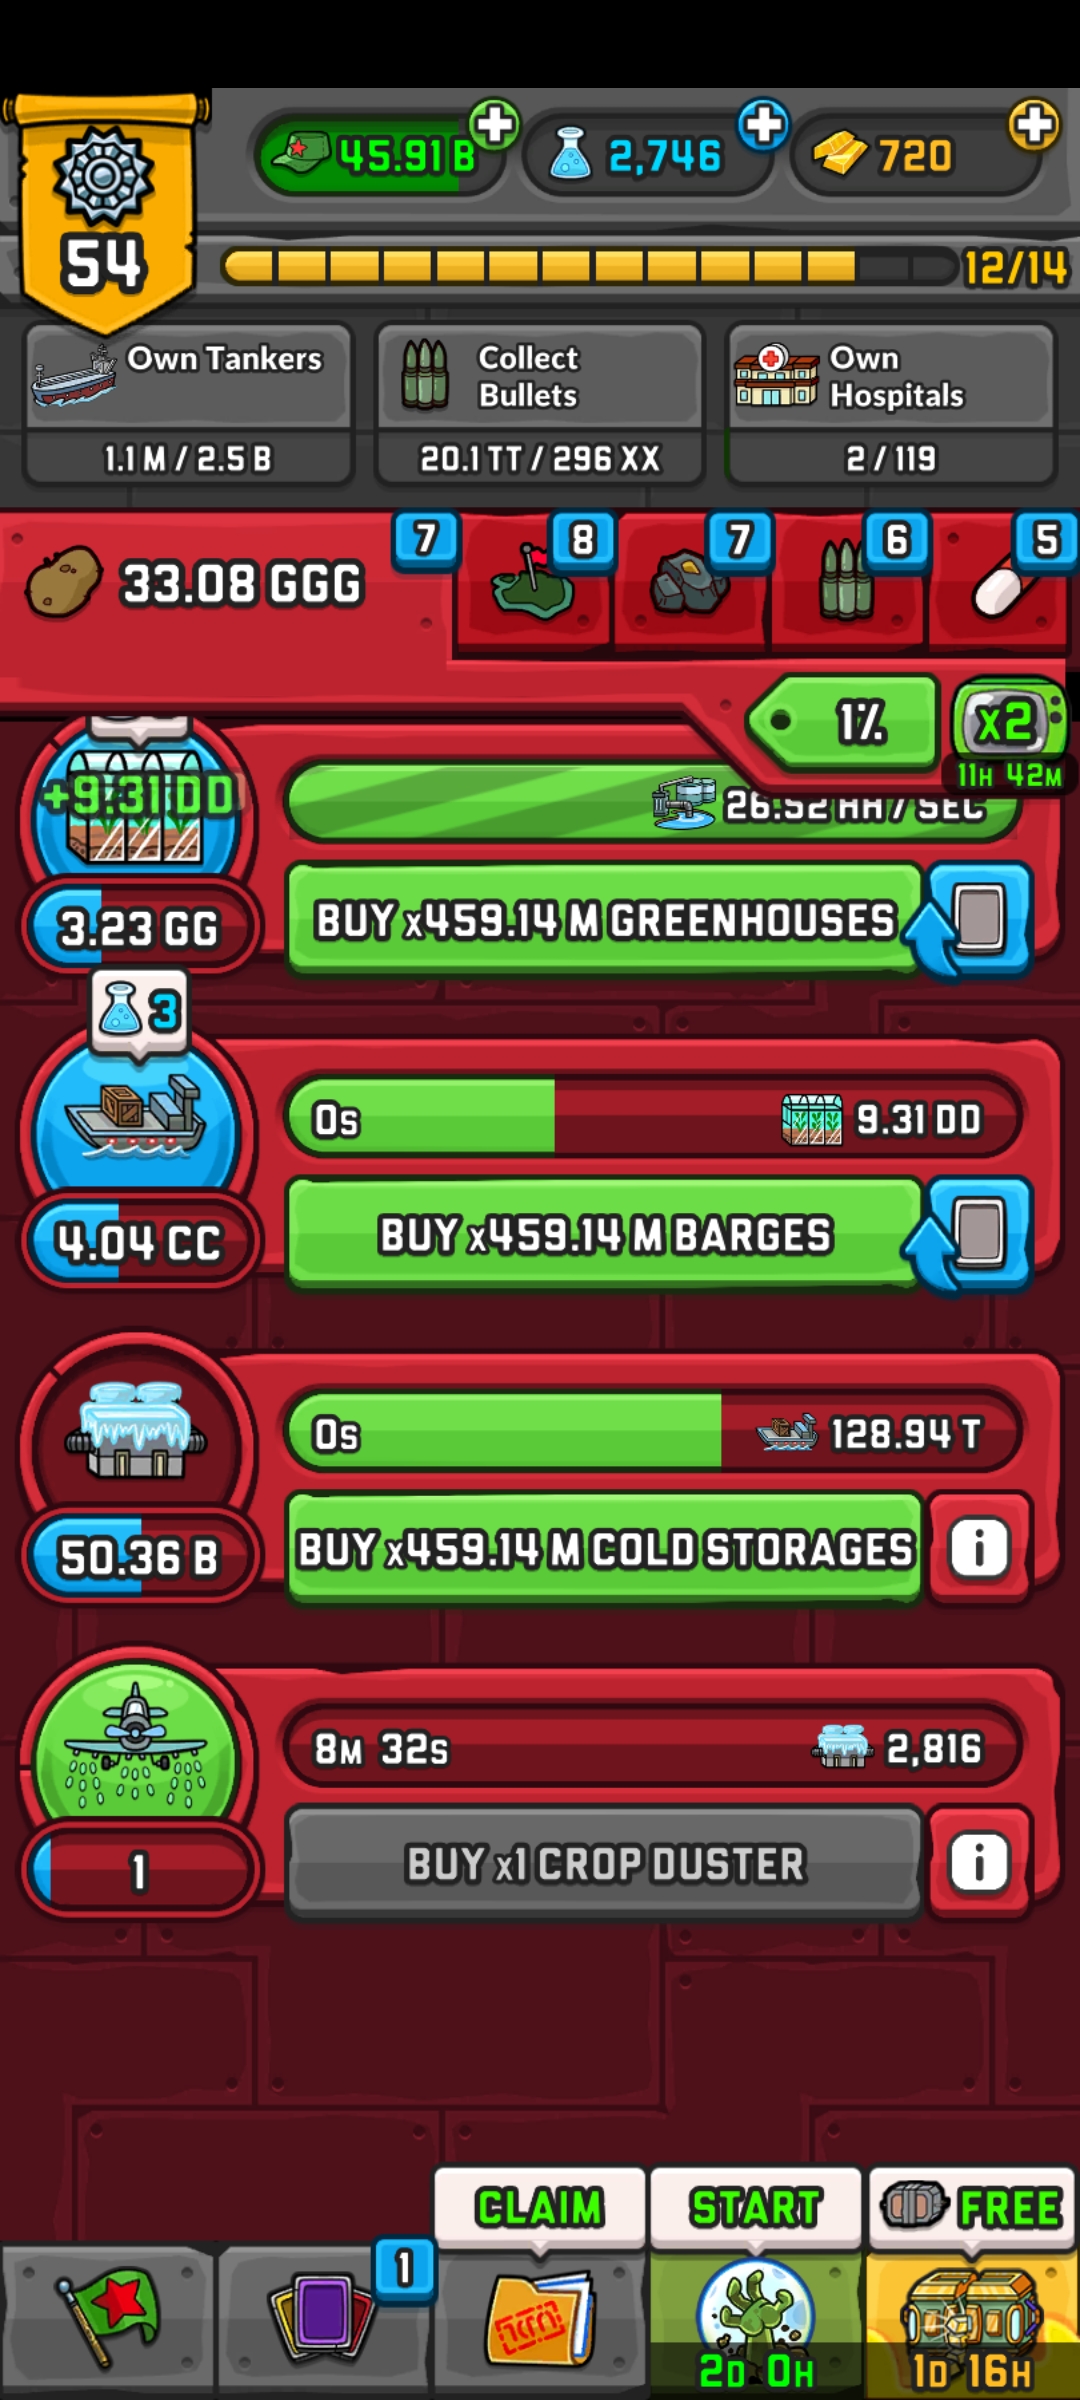 45.91 B
2,746
720
54
12/14
Own Tankers
1.1 M / 2.5 B
Collect
Bullets
20.1 TT / 296 XX
Own
Hospitals
2 / 119
33.08 GGG
7
8
7
6
5
1%
x2
11H 42M
+9.31 DD
26.52 HH / SEC
3.23 GG
BUY x459.14 M GREENHOUSES
3
0s
9.31 DD
4.04 CC
BUY x459.14 M BARGES
0s
128.94 T
50.36 B
BUY x459.14 M COLD STORAGES
i
8M 32s
2,816
1
BUY x1 CROP DUSTER
i
CLAIM
START
FREE
1
2D 0H
1D 16H